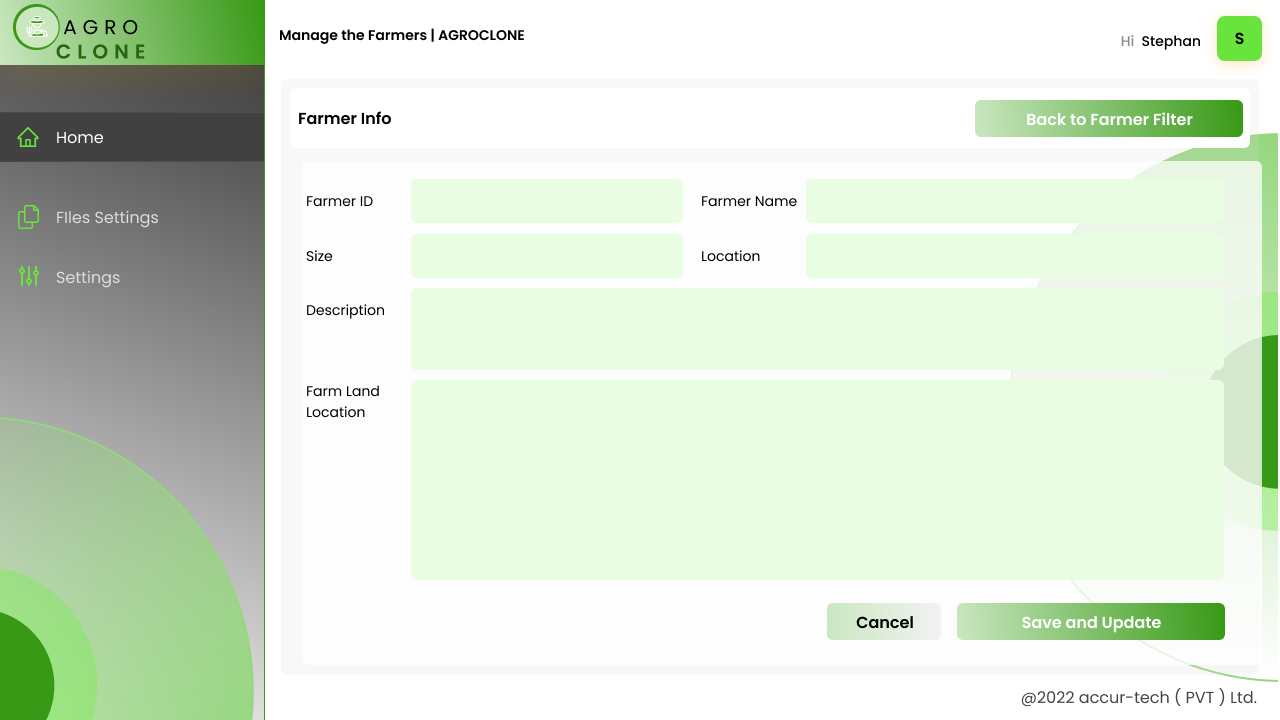 AGRO
CLONE
Manage the Farmers | AGROCLONE
Hi Stephan
S
Home
FIles Settings
Settings
Farmer Info
Back to Farmer Filter
Farmer ID
Farmer Name
Size
Location
Description
Farm Land
Location
Cancel
Save and Update
@2022 accur-tech ( PVT ) Ltd.